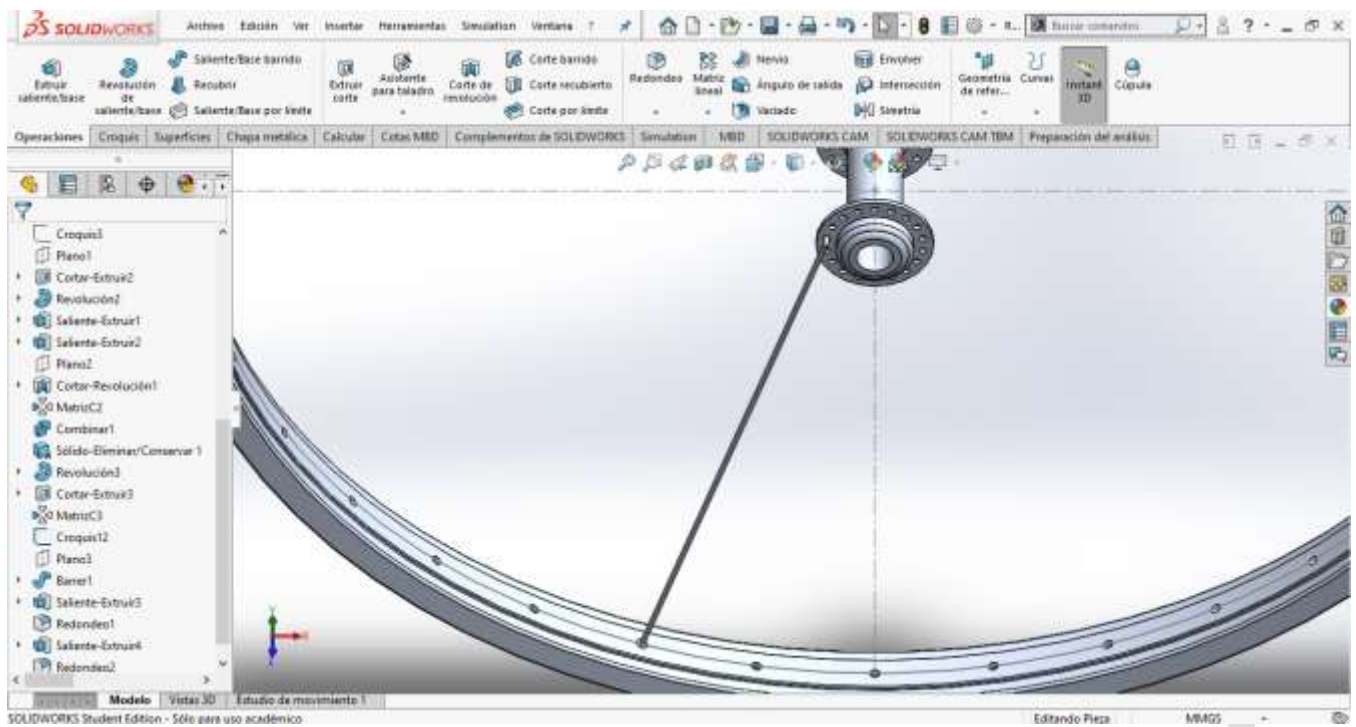 SOLIDWORKS
Archivo Edición Ver Insertar Herramientas Simulation Ventana ?
Buscar comandos
Extruir saliente/base
Revolución de saliente/base
Saliente/Base barrido
Recubrir
Saliente/Base por límite
Extruir corte
Asistente para taladro
Corte de revolución
Corte barrido
Corte recubierto
Corte por límite
Redondeo
Matriz lineal
Nervio
Ángulo de salida
Vaciado
Envolver
Intersección
Simetría
Geometría de refer...
Curvas
Instant 3D
Cúpula
Operaciones Croquis Superficies Chapa metálica Calcular Cotas MBD Complementos de SOLIDWORKS Simulation MBD SOLIDWORKS CAM SOLIDWORKS CAM TBM Preparación del análisis
Croquis3
Plano1
Cortar-Extruir2
Revolución2
Saliente-Extruir1
Saliente-Extruir2
Plano2
Cortar-Revolución1
MatrizC2
Combinar1
Sólido-Eliminar/Conservar 1
Revolución3
Cortar-Extruir3
MatrizC3
Croquis12
Plano3
Barrer1
Saliente-Extruir3
Redondeo1
Saliente-Extruir4
Redondeo2
Modelo Vistas 3D Estudio de movimiento 1
SOLIDWORKS Student Edition - Sólo para uso académico
Editando Pieza MMGS